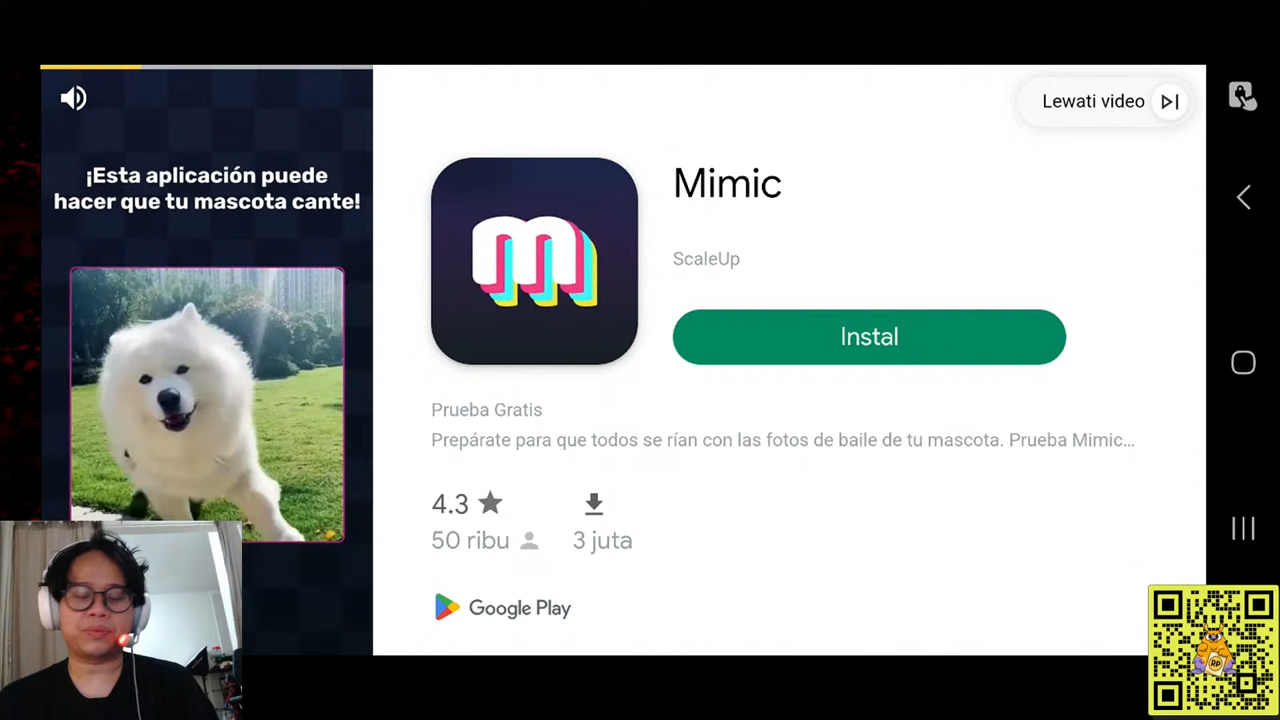 ¡Esta aplicación puede
hacer que tu mascota cante!
Lewati video
m
Mimic
ScaleUp
Instal
Prueba Gratis
Prepárate para que todos se rían con las fotos de baile de tu mascota. Prueba Mimic...
4.3
50 ribu
3 juta
Google Play
RP